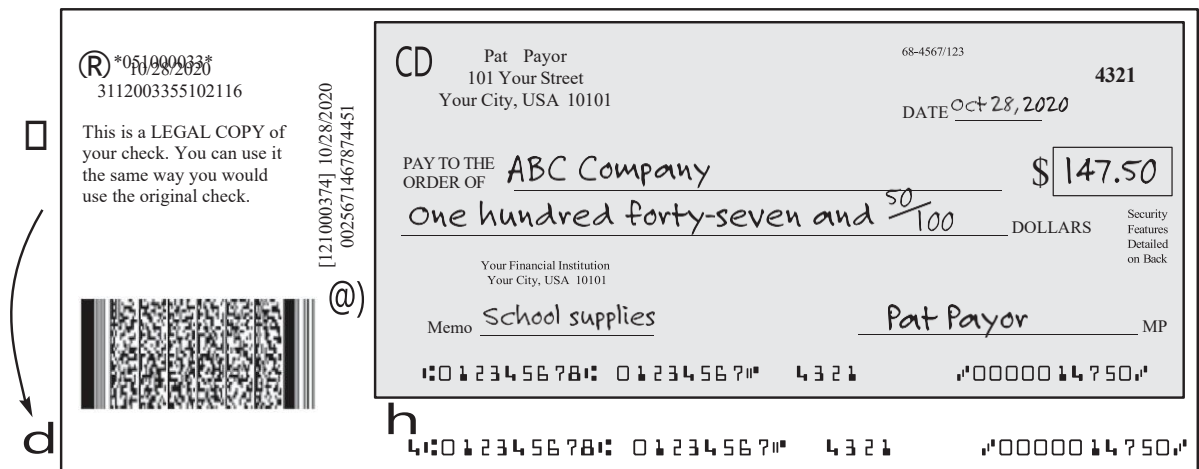 ® *051000033*
10/28/2020
3112003355102116
This is a LEGAL COPY of
your check. You can use it
the same way you would
use the original check.
[121000374] 10/28/2020
0025671467874451
@)
d
CD
Pat Payor
101 Your Street
Your City, USA 10101
68-4567/123
4321
DATE Oct 28, 2020
PAY TO THE
ORDER OF ABC Company
$ 147.50
One hundred forty-seven and 50/100 DOLLARS
Security
Features
Detailed
on Back
Your Financial Institution
Your City, USA 10101
Memo School supplies
Pat Payor MP
⑆012345678⑆ 01234567⑈ 4321 ⑇0000014750⑇
h
4⑆012345678⑆ 01234567⑈ 4321 ⑇0000014750⑇